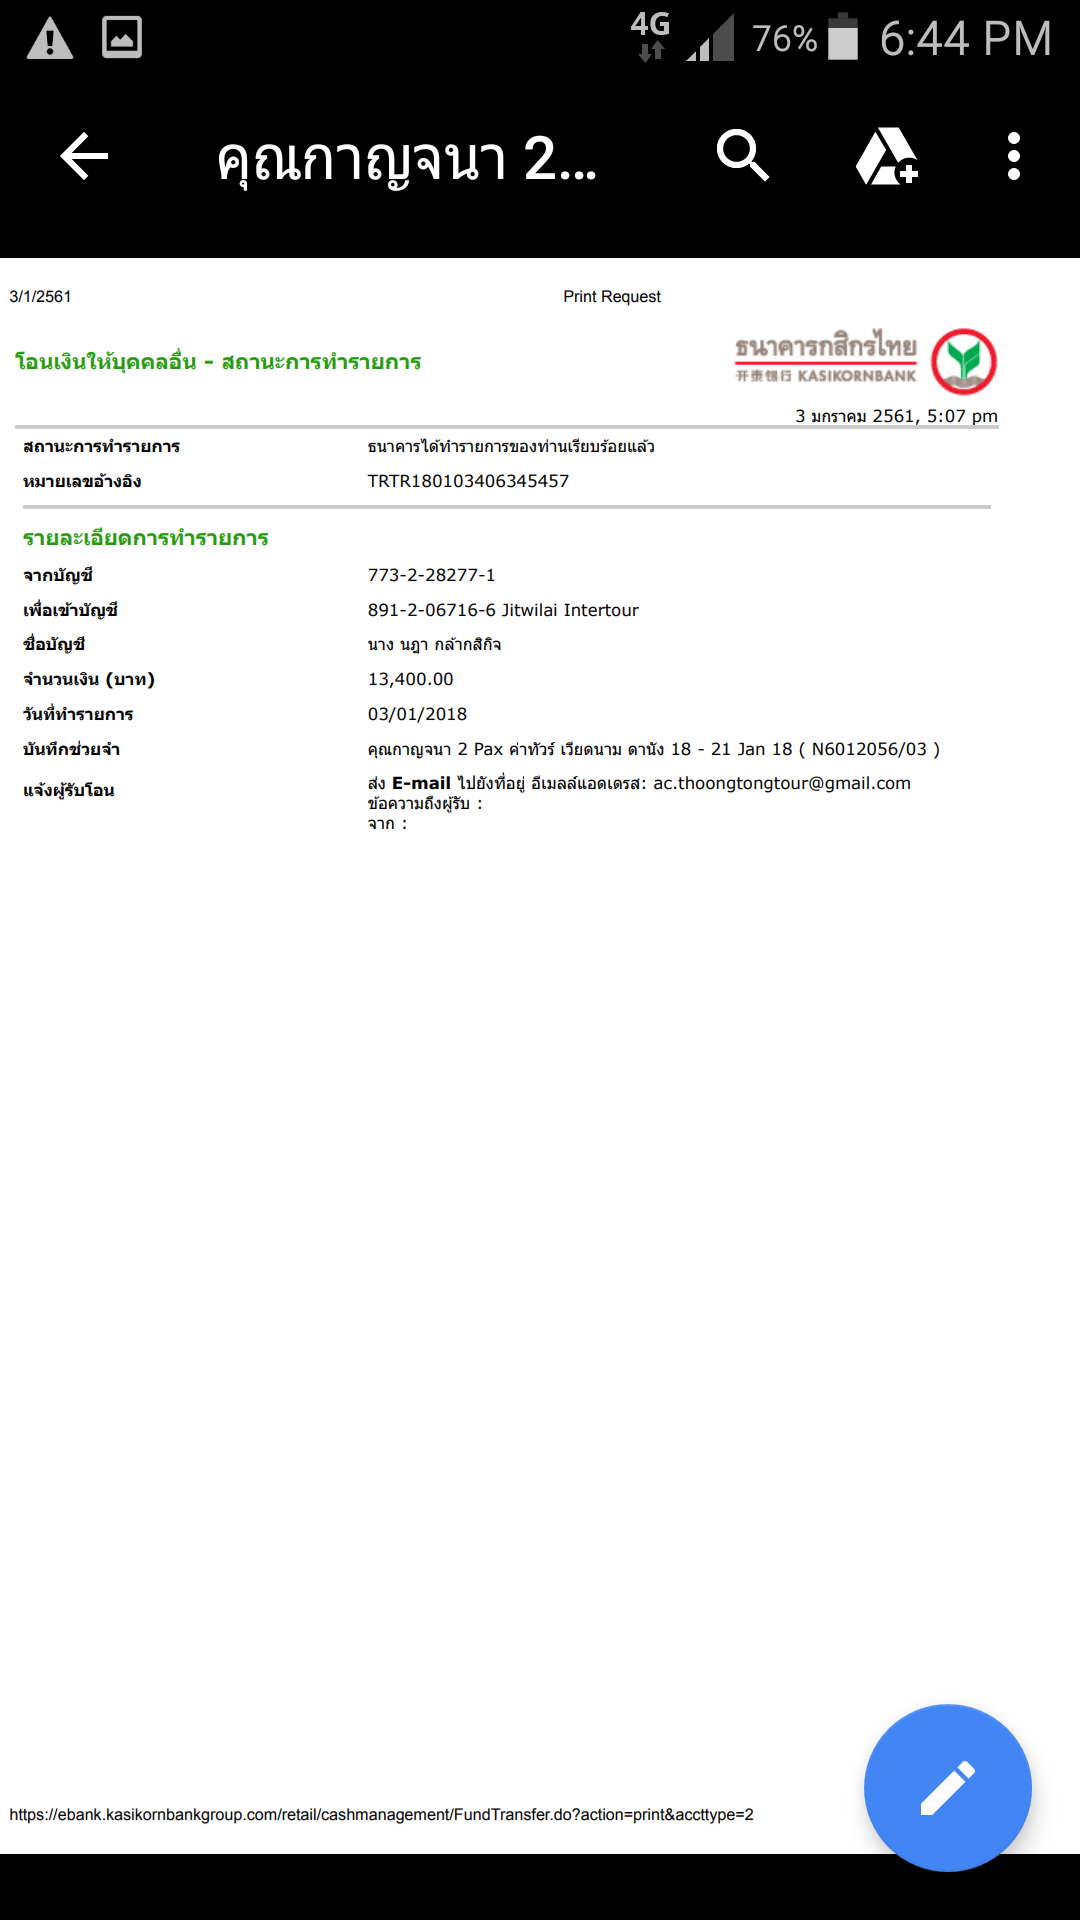 4G 76% 6:44 PM
คุณกาญจนา 2...
3/1/2561 Print Request
โอนเงินให้บุคคลอื่น - สถานะการทำรายการ
ธนาคารกสิกรไทย
开泰银行 KASIKORNBANK
3 มกราคม 2561, 5:07 pm
สถานะการทำรายการ ธนาคารได้ทำรายการของท่านเรียบร้อยแล้ว
หมายเลขอ้างอิง TRTR180103406345457
รายละเอียดการทำรายการ
จากบัญชี 773-2-28277-1
เพื่อเข้าบัญชี 891-2-06716-6 Jitwilai Intertour
ชื่อบัญชี นาง นฎา กล้ากสิกิจ
จำนวนเงิน (บาท) 13,400.00
วันที่ทำรายการ 03/01/2018
บันทึกช่วยจำ คุณกาญจนา 2 Pax ค่าทัวร์ เวียดนาม ดานัง 18 - 21 Jan 18 ( N6012056/03 )
แจ้งผู้รับโอน ส่ง E-mail ไปยังที่อยู่ อีเมลล์แอดเดรส: ac.thoongtongtour@gmail.com
ข้อความถึงผู้รับ :
จาก :
https://ebank.kasikornbankgroup.com/retail/cashmanagement/FundTransfer.do?action=print&accttype=2